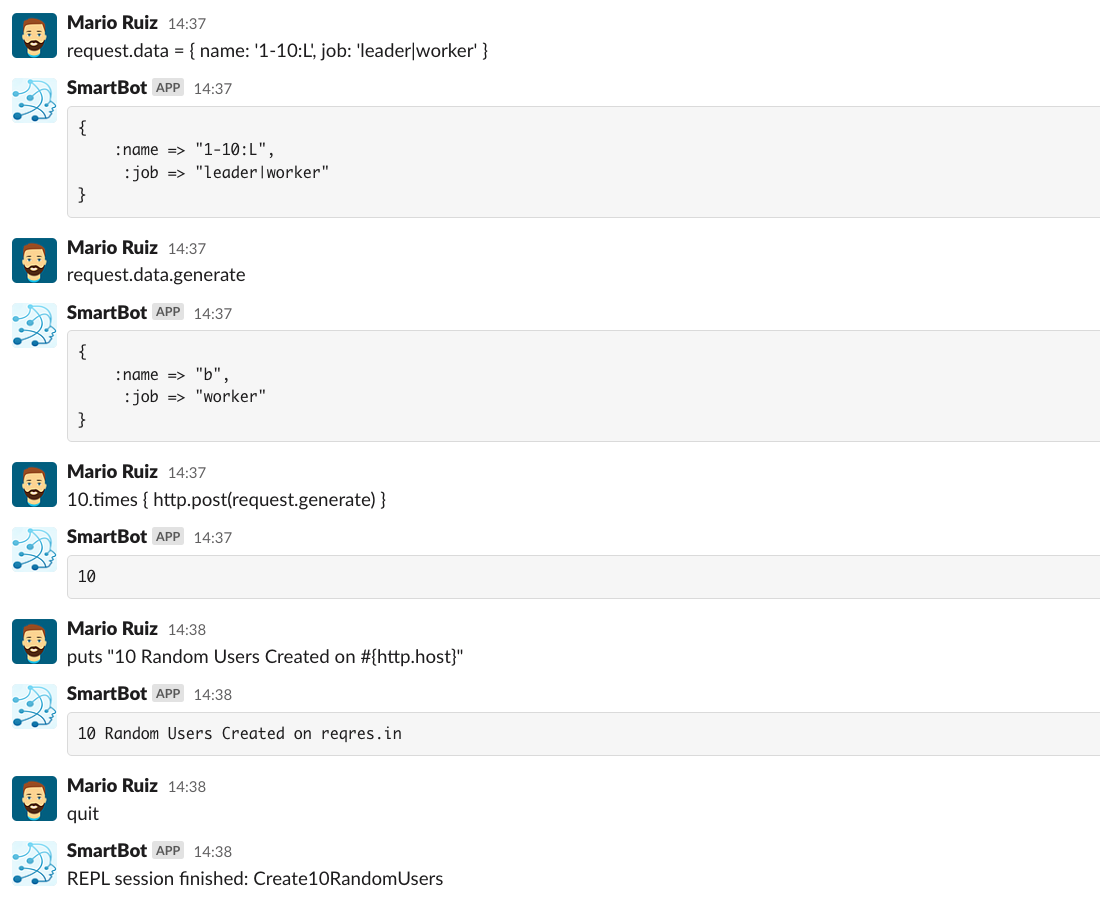 Mario Ruiz 14:37
request.data = { name: '1-10:L', job: 'leader|worker' }
SmartBot APP 14:37
{
    :name => "1-10:L",
     :job => "leader|worker"
}
Mario Ruiz 14:37
request.data.generate
SmartBot APP 14:37
{
    :name => "b",
     :job => "worker"
}
Mario Ruiz 14:37
10.times { http.post(request.generate) }
SmartBot APP 14:37
10
Mario Ruiz 14:38
puts "10 Random Users Created on #{http.host}"
SmartBot APP 14:38
10 Random Users Created on reqres.in
Mario Ruiz 14:38
quit
SmartBot APP 14:38
REPL session finished: Create10RandomUsers